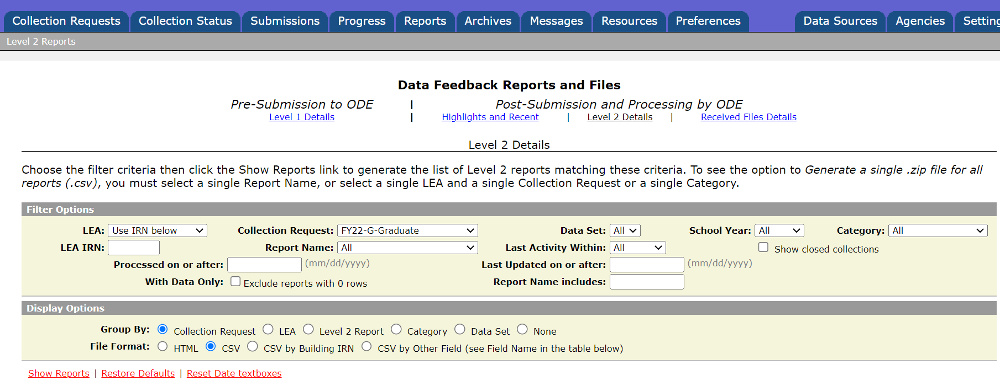 Collection Requests Collection Status Submissions Progress Reports Archives Messages Resources Preferences Data Sources Agencies Setting
Level 2 Reports
Data Feedback Reports and Files
Pre-Submission to ODE | Post-Submission and Processing by ODE
Level 1 Details | Highlights and Recent | Level 2 Details | Received Files Details
Level 2 Details
Choose the filter criteria then click the Show Reports link to generate the list of Level 2 reports matching these criteria. To see the option to Generate a single .zip file for all
reports (.csv), you must select a single Report Name, or select a single LEA and a single Collection Request or a single Category.
Filter Options
LEA: Use IRN below Collection Request: FY22-G-Graduate Data Set: All School Year: All Category: All
LEA IRN: Report Name: All Last Activity Within: All Show closed collections
Processed on or after: (mm/dd/yyyy) Last Updated on or after: (mm/dd/yyyy)
With Data Only: Exclude reports with 0 rows Report Name includes:
Display Options
Group By: Collection Request LEA Level 2 Report Category Data Set None
File Format: HTML CSV CSV by Building IRN CSV by Other Field (see Field Name in the table below)
Show Reports | Restore Defaults | Reset Date textboxes